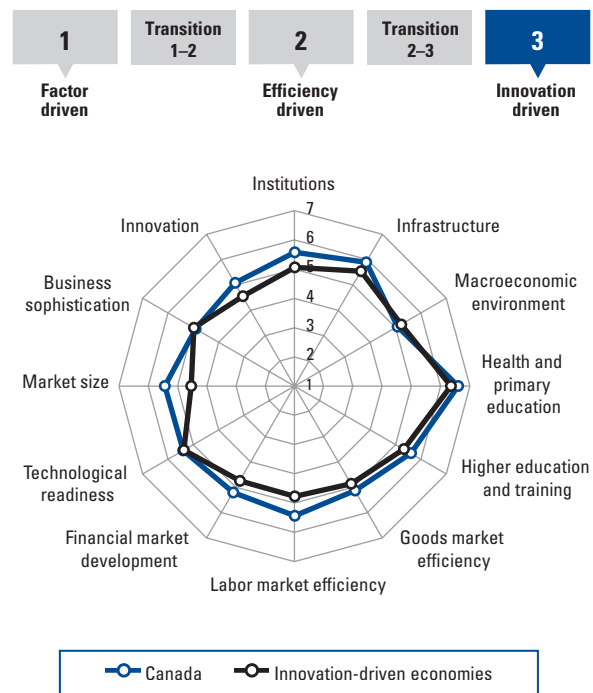 1
Transition
1–2
2
Transition
2–3
3
Factor
driven
Efficiency
driven
Innovation
driven
Institutions
Infrastructure
Macroeconomic
environment
Health and
primary
education
Higher education
and training
Goods market
efficiency
Labor market efficiency
Financial market
development
Technological
readiness
Market size
Business
sophistication
Innovation
7
6
5
4
3
2
1
Canada
Innovation-driven economies